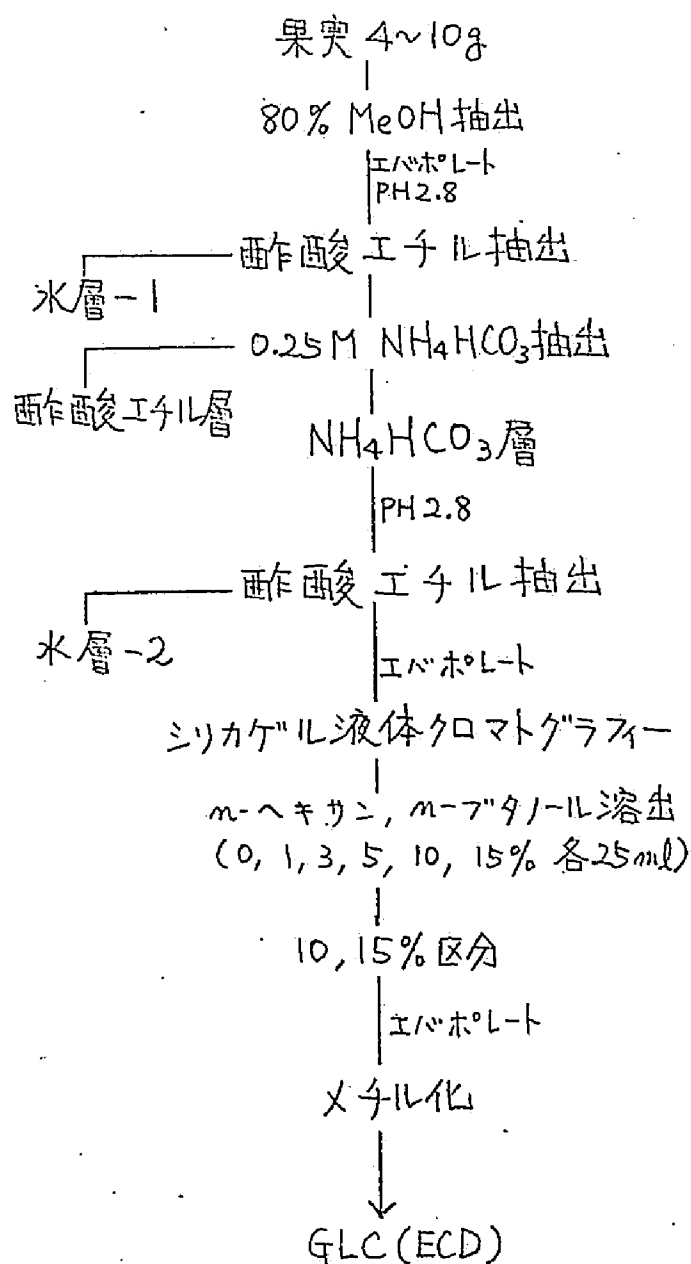 果実 4~10g
80% MeOH抽出
エバポレート
PH2.8
酢酸エチル抽出
水層-1
0.25M NH4HCO3抽出
酢酸エチル層
NH4HCO3層
PH2.8
酢酸エチル抽出
水層-2
エバポレート
シリカゲル液体クロマトグラフィー
n-ヘキサン, n-ブタノール溶出
(0, 1, 3, 5, 10, 15% 各25ml)
10, 15%区分
エバポレート
メチル化
GLC(ECD)